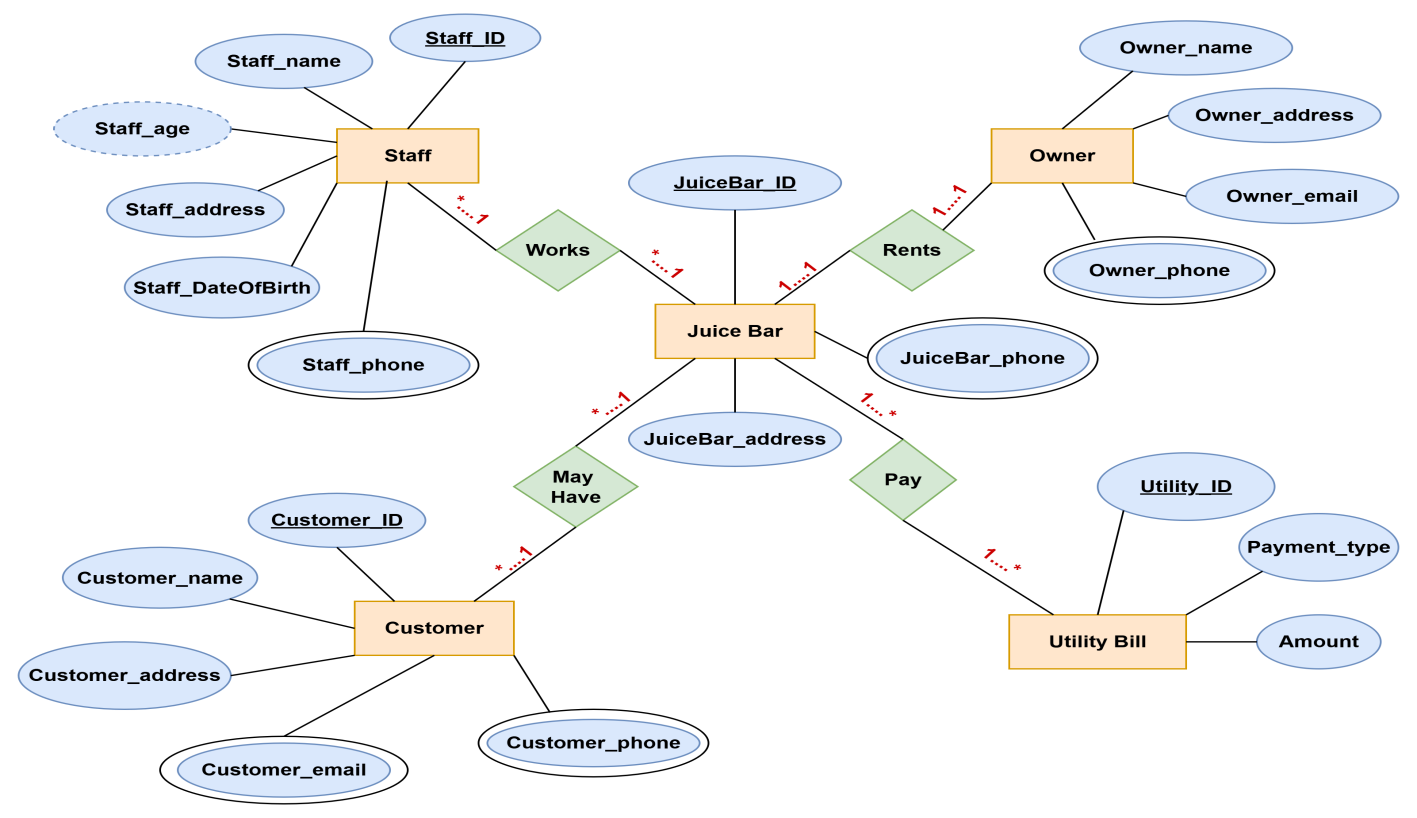 Staff_ID
Staff_name
Owner_name
Staff_age
Owner_address
Staff
Owner
JuiceBar_ID
Staff_address
Owner_email
*....1
1....1
Works
Rents
*....1
1....1
Owner_phone
Staff_DateOfBirth
Juice Bar
JuiceBar_phone
Staff_phone
*....1
1....*
JuiceBar_address
May
Have
Pay
Utility_ID
Customer_ID
Payment_type
*....1
1....*
Customer_name
Customer
Utility Bill
Amount
Customer_address
Customer_phone
Customer_email